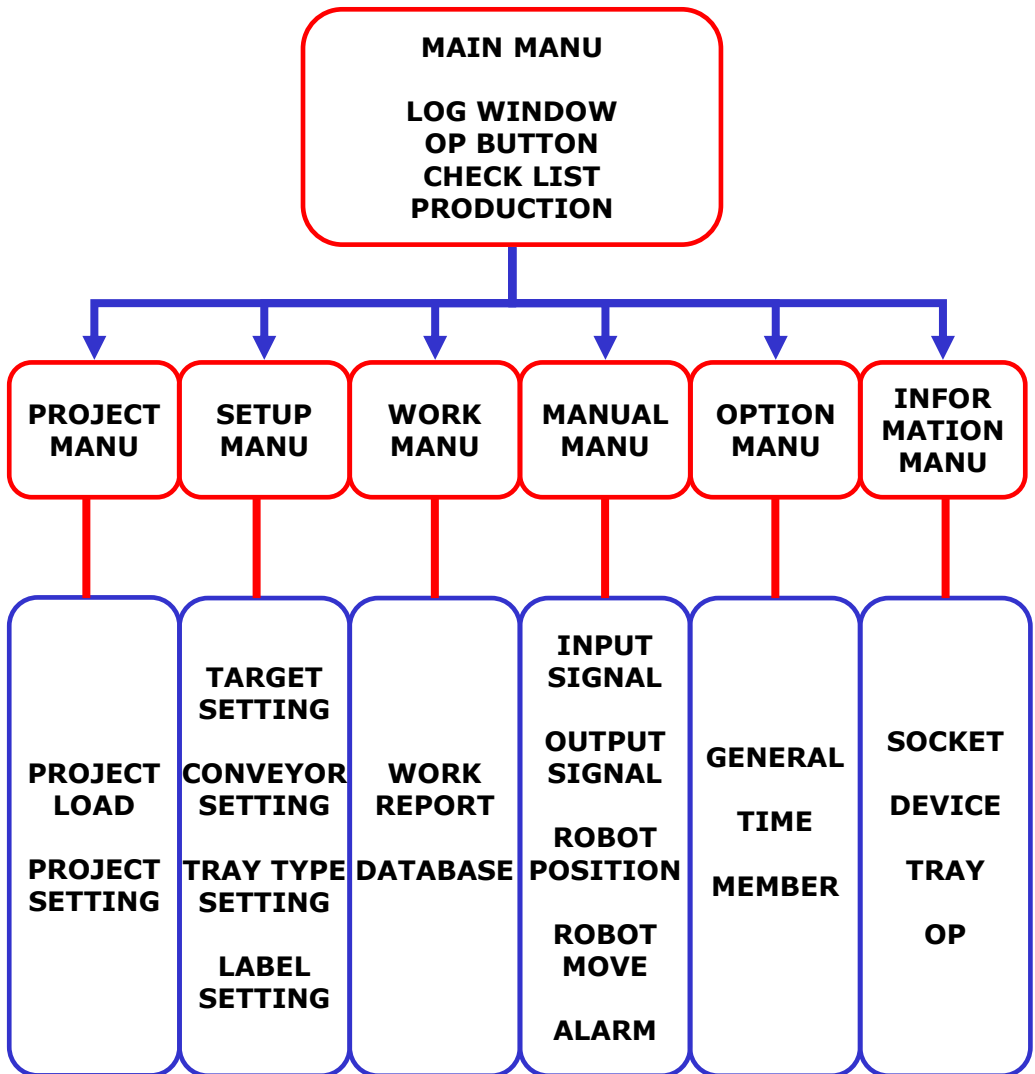 MAIN MANU
LOG WINDOW
OP BUTTON
CHECK LIST
PRODUCTION
PROJECT
MANU
SETUP
MANU
WORK
MANU
MANUAL
MANU
OPTION
MANU
INFOR
MATION
MANU
PROJECT
LOAD
PROJECT
SETTING
TARGET
SETTING
CONVEYOR
SETTING
TRAY TYPE
SETTING
LABEL
SETTING
WORK
REPORT
DATABASE
INPUT
SIGNAL
OUTPUT
SIGNAL
ROBOT
POSITION
ROBOT
MOVE
ALARM
GENERAL
TIME
MEMBER
SOCKET
DEVICE
TRAY
OP